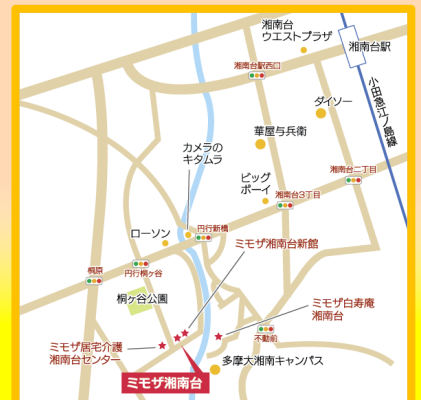 湘南台
ウエストプラザ
湘南台駅
湘南台駅西口
小田急江ノ島線
ダイソー
華屋与兵衛
カメラの
キタムラ
湘南台二丁目
ビッグ
ボーイ
湘南台3丁目
ローソン
円行新橋
ミモザ湘南台新館
桐原
円行桐ヶ谷
桐ヶ谷公園
ミモザ白寿庵
湘南台
不動前
ミモザ居宅介護
湘南台センター
多摩大湘南キャンパス
ミモザ湘南台